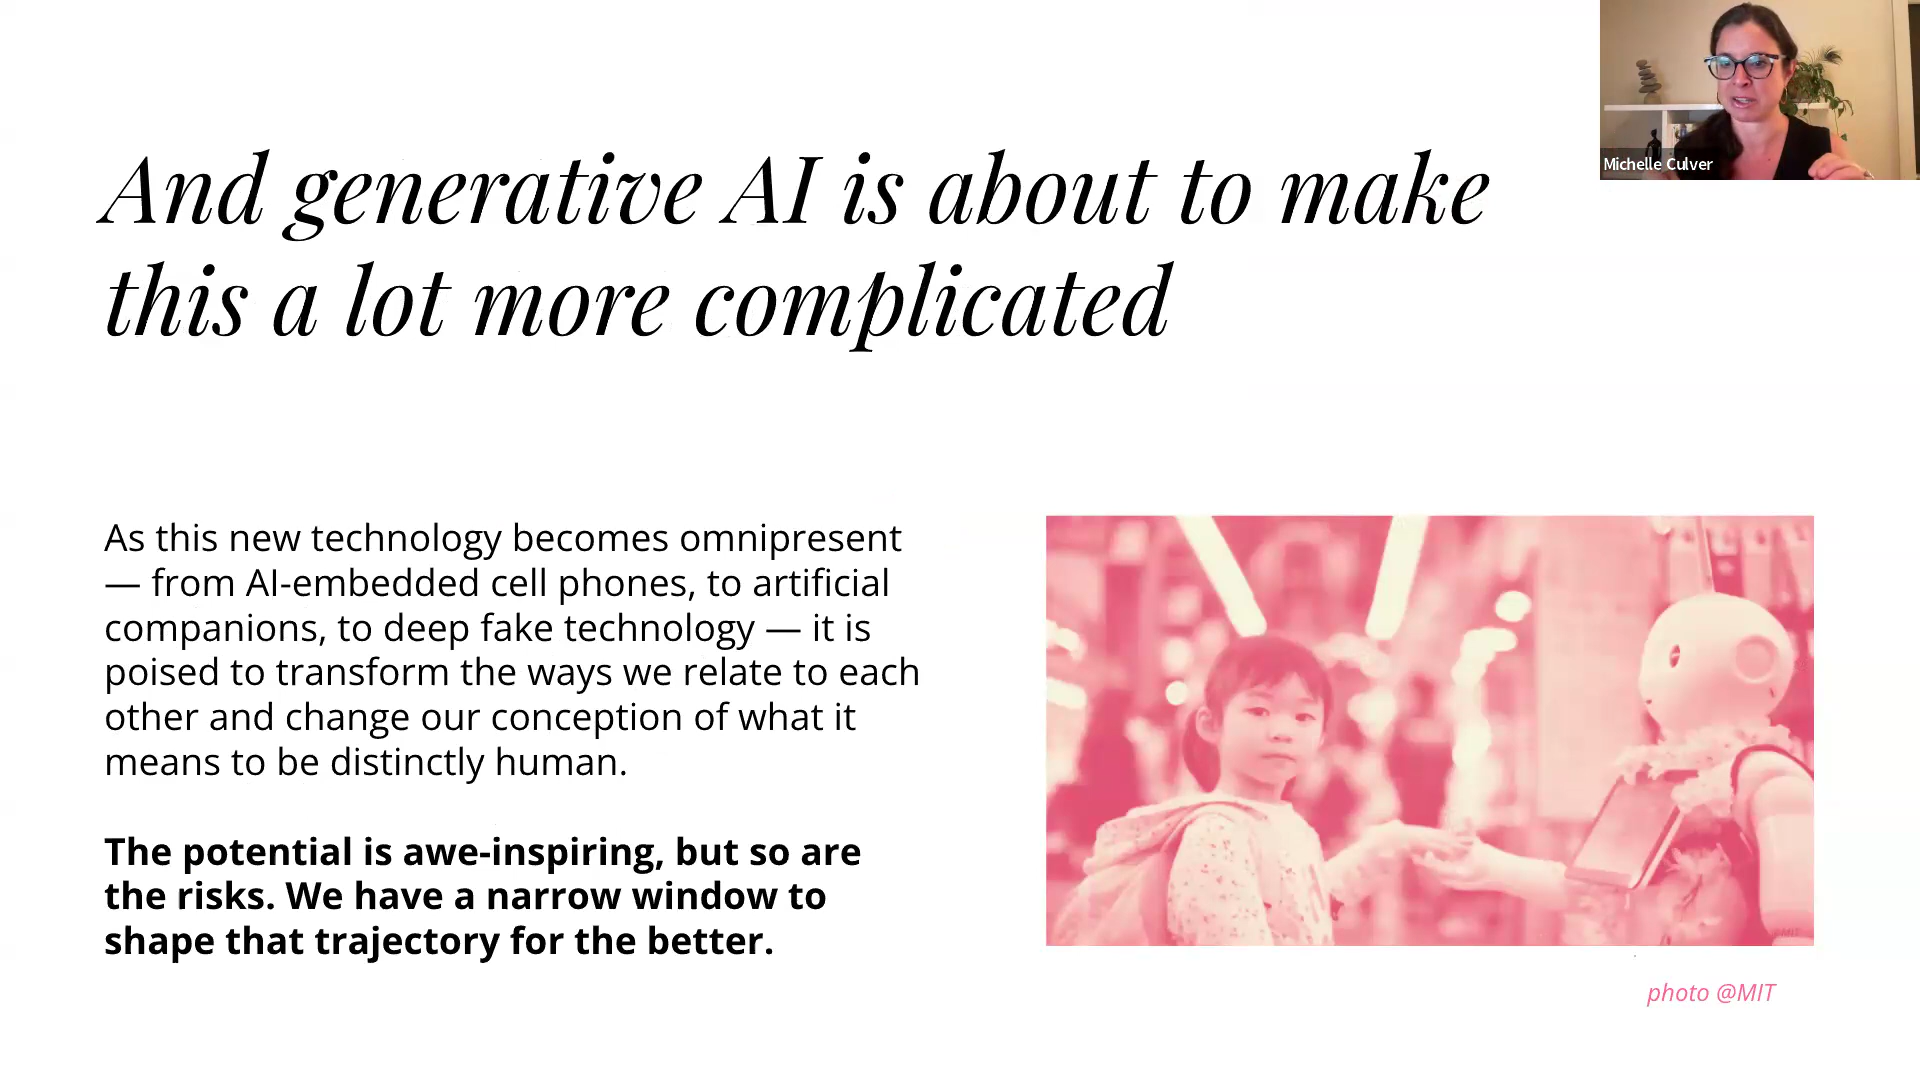 Michelle Culver
And generative AI is about to make
this a lot more complicated
As this new technology becomes omnipresent
— from AI-embedded cell phones, to artificial
companions, to deep fake technology — it is
poised to transform the ways we relate to each
other and change our conception of what it
means to be distinctly human.
The potential is awe-inspiring, but so are
the risks. We have a narrow window to
shape that trajectory for the better.
photo @MIT